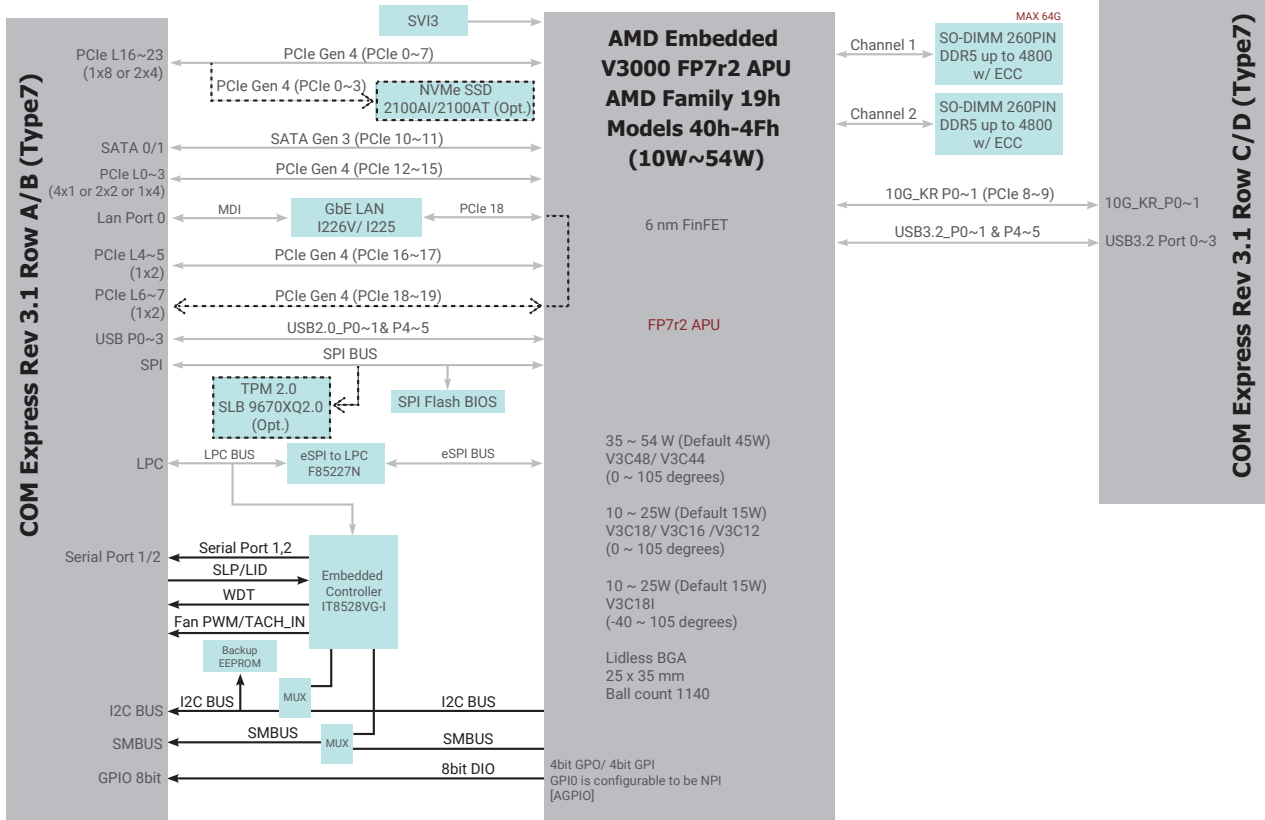 COM Express Rev 3.1 Row A/B (Type7)
PCIe L16~23
(1x8 or 2x4)
SATA 0/1
PCIe L0~3
(4x1 or 2x2 or 1x4)
Lan Port 0
PCIe L4~5
(1x2)
PCIe L6~7
(1x2)
USB P0~3
SPI
LPC
Serial Port 1/2
I2C BUS
SMBUS
GPIO 8bit
SVI3
PCIe Gen 4 (PCIe 0~7)
PCIe Gen 4 (PCIe 0~3)
NVMe SSD
2100AI/2100AT (Opt.)
SATA Gen 3 (PCIe 10~11)
PCIe Gen 4 (PCIe 12~15)
MDI
GbE LAN
I226V/ I225
PCIe 18
PCIe Gen 4 (PCIe 16~17)
PCIe Gen 4 (PCIe 18~19)
USB2.0_P0~1& P4~5
SPI BUS
TPM 2.0
SLB 9670XQ2.0
(Opt.)
SPI Flash BIOS
LPC BUS
eSPI to LPC
F85227N
eSPI BUS
Serial Port 1,2
SLP/LID
WDT
Fan PWM/TACH_IN
Embedded
Controller
IT8528VG-I
Backup
EEPROM
I2C BUS
MUX
I2C BUS
SMBUS
MUX
SMBUS
8bit DIO
AMD Embedded
V3000 FP7r2 APU
AMD Family 19h
Models 40h-4Fh
(10W~54W)
6 nm FinFET
FP7r2 APU
35 ~ 54 W (Default 45W)
V3C48/ V3C44
(0 ~ 105 degrees)
10 ~ 25W (Default 15W)
V3C18/ V3C16 /V3C12
(0 ~ 105 degrees)
10 ~ 25W (Default 15W)
V3C18I
(-40 ~ 105 degrees)
Lidless BGA
25 x 35 mm
Ball count 1140
4bit GPO/ 4bit GPI
GPI0 is configurable to be NPI
[AGPIO]
MAX 64G
Channel 1
SO-DIMM 260PIN
DDR5 up to 4800
w/ ECC
Channel 2
SO-DIMM 260PIN
DDR5 up to 4800
w/ ECC
10G_KR P0~1 (PCIe 8~9)
10G_KR_P0~1
USB3.2_P0~1 & P4~5
USB3.2 Port 0~3
COM Express Rev 3.1 Row C/D (Type7)